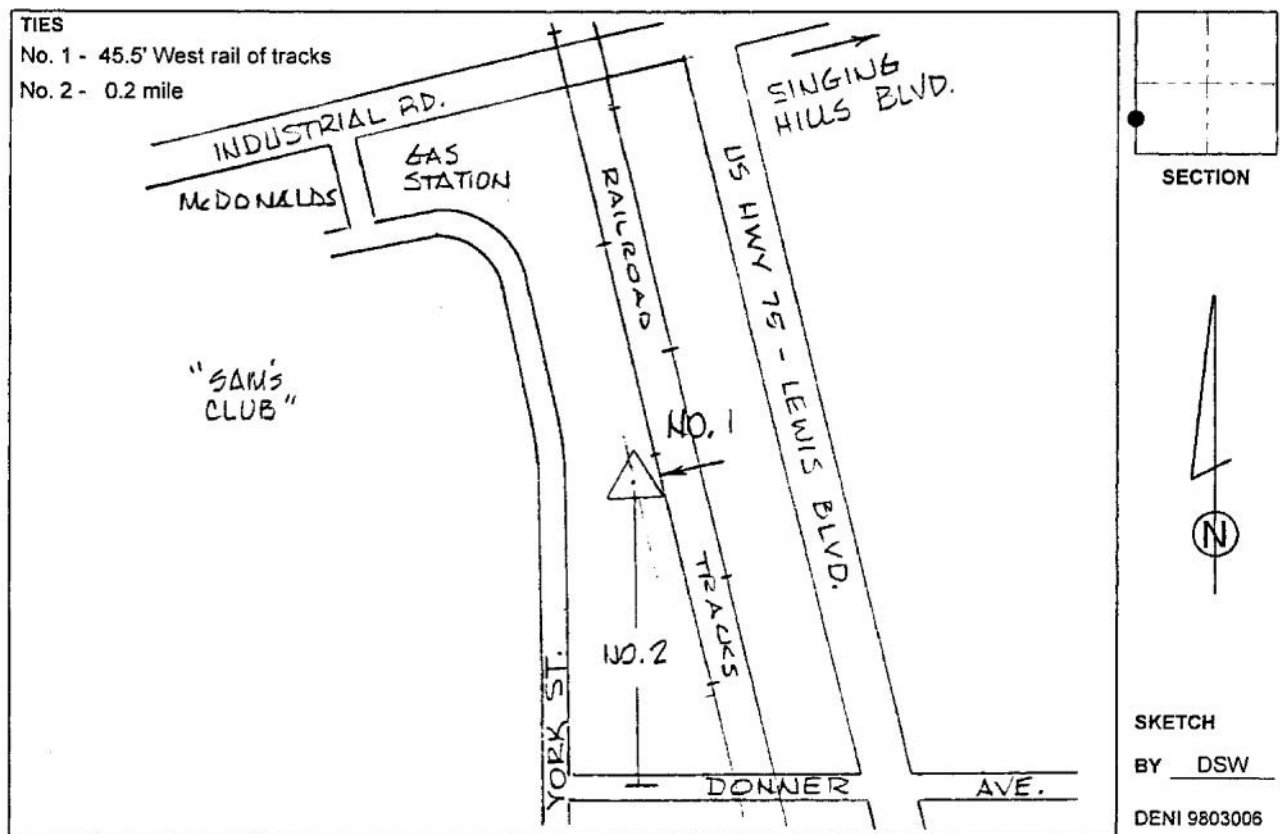 TIES
No. 1 - 45.5' West rail of tracks
No. 2 - 0.2 mile
INDUSTRIAL RD.
SINGING
HILLS BLVD.
McDONALDS
GAS
STATION
RAILROAD
TRACKS
US HWY 75 - LEWIS BLVD.
"SAM'S
CLUB"
NO. 1
NO. 2
YORK ST.
DONNER AVE.
SECTION
N
SKETCH
BY DSW
DENI 9803006